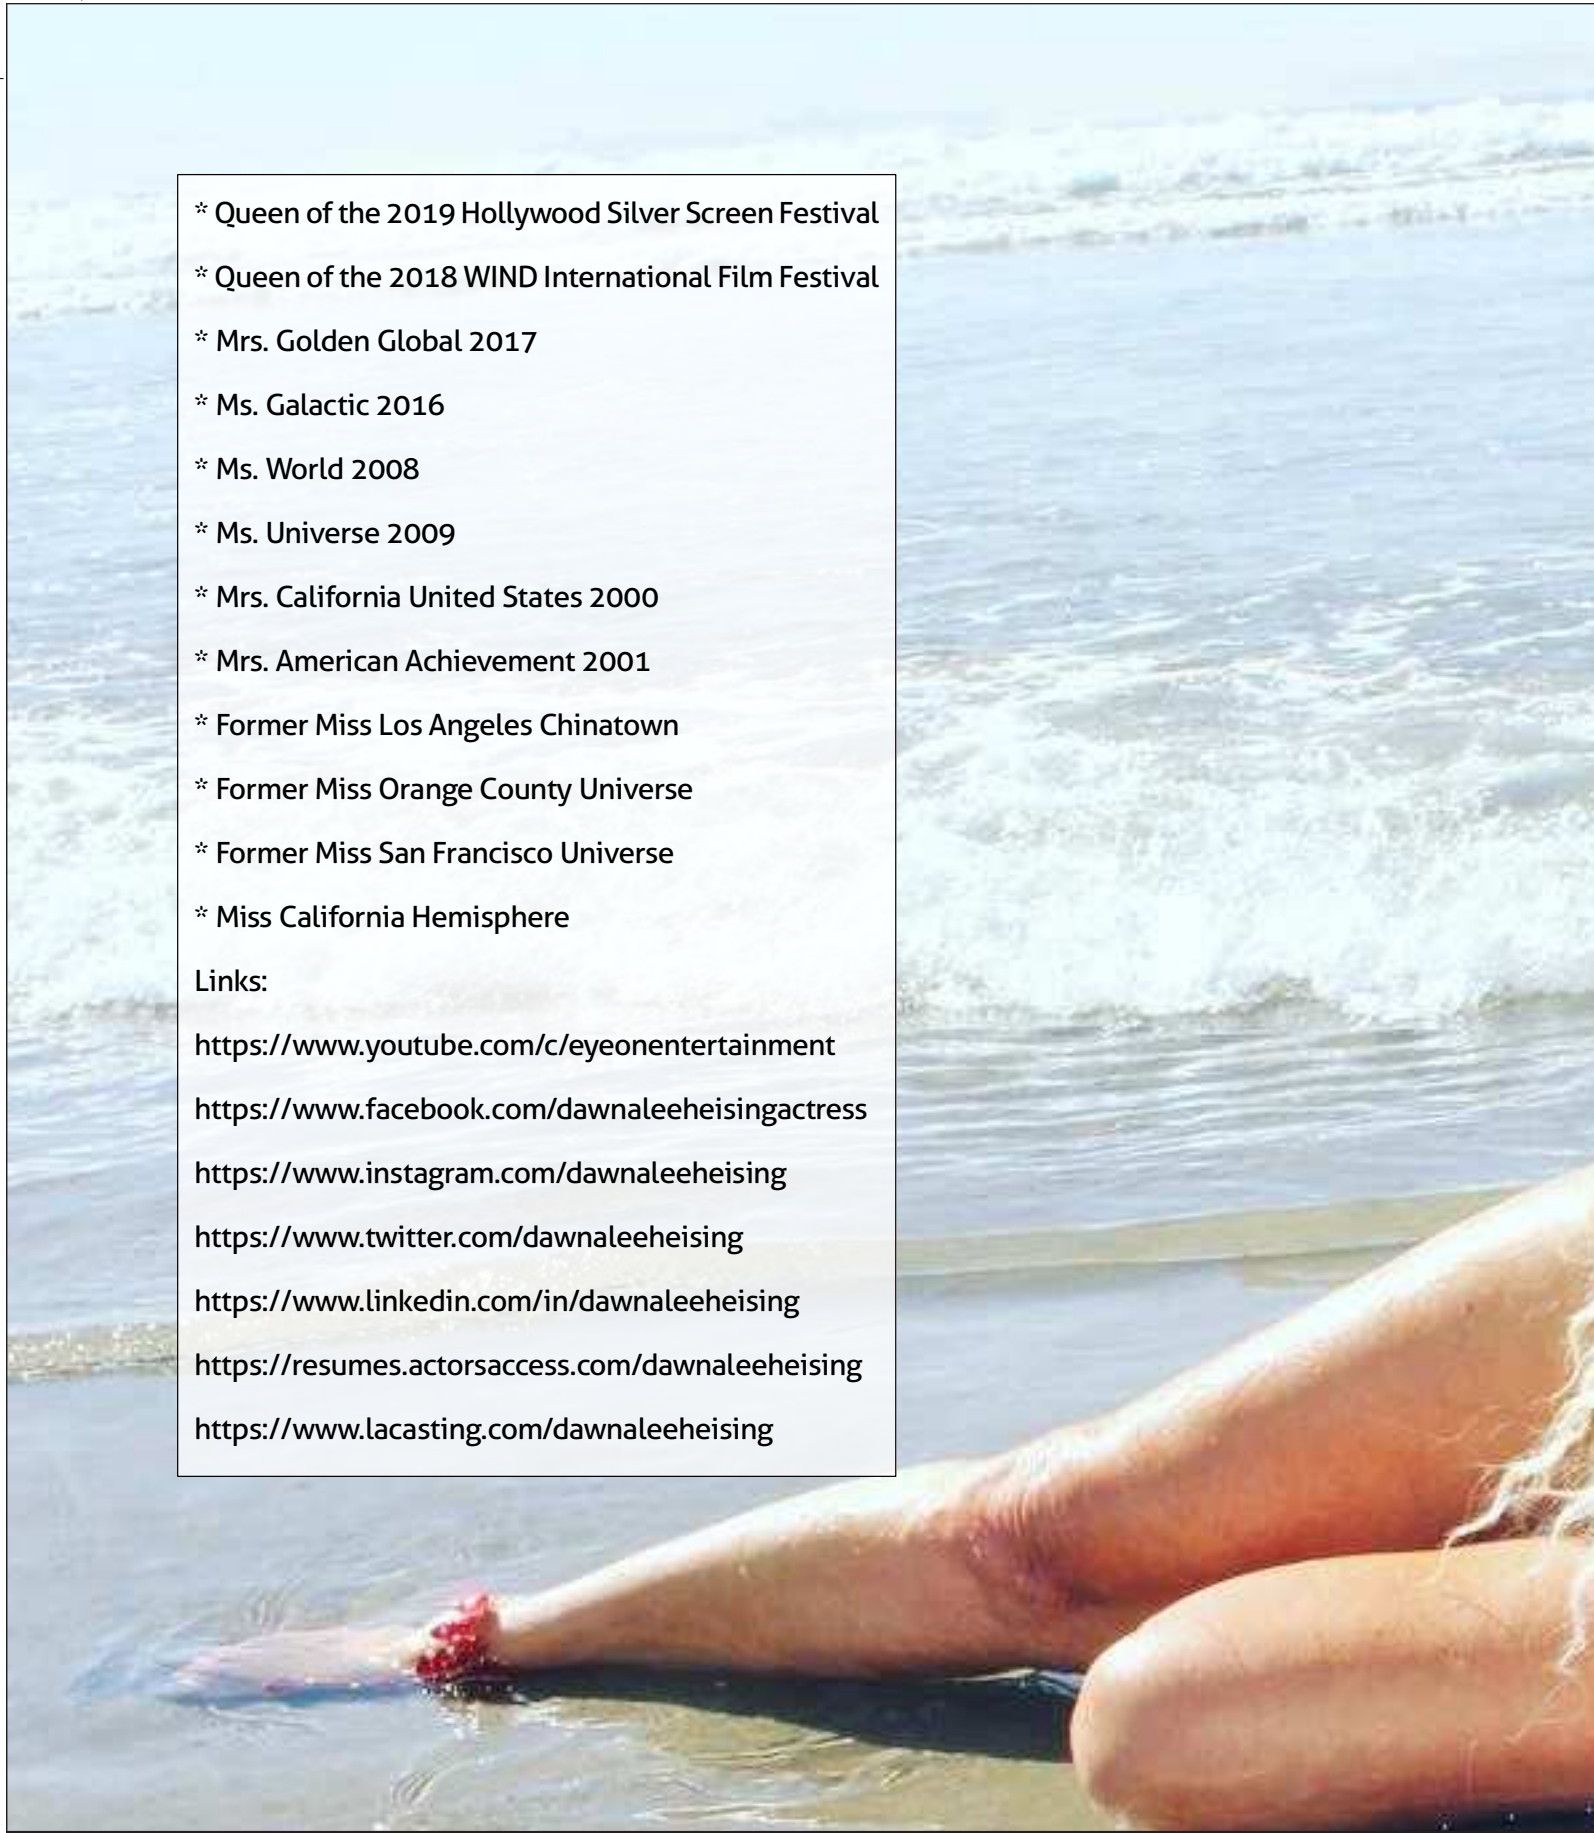 * Queen of the 2019 Hollywood Silver Screen Festival
* Queen of the 2018 WIND International Film Festival
* Mrs. Golden Global 2017
* Ms. Galactic 2016
* Ms. World 2008
* Ms. Universe 2009
* Mrs. California United States 2000
* Mrs. American Achievement 2001
* Former Miss Los Angeles Chinatown
* Former Miss Orange County Universe
* Former Miss San Francisco Universe
* Miss California Hemisphere
Links:
https://www.youtube.com/c/eyeonentertainment
https://www.facebook.com/dawnaleeheisingactress
https://www.instagram.com/dawnaleeheising
https://www.twitter.com/dawnaleeheising
https://www.linkedin.com/in/dawnaleeheising
https://resumes.actorsaccess.com/dawnaleeheising
https://www.lacasting.com/dawnaleeheising